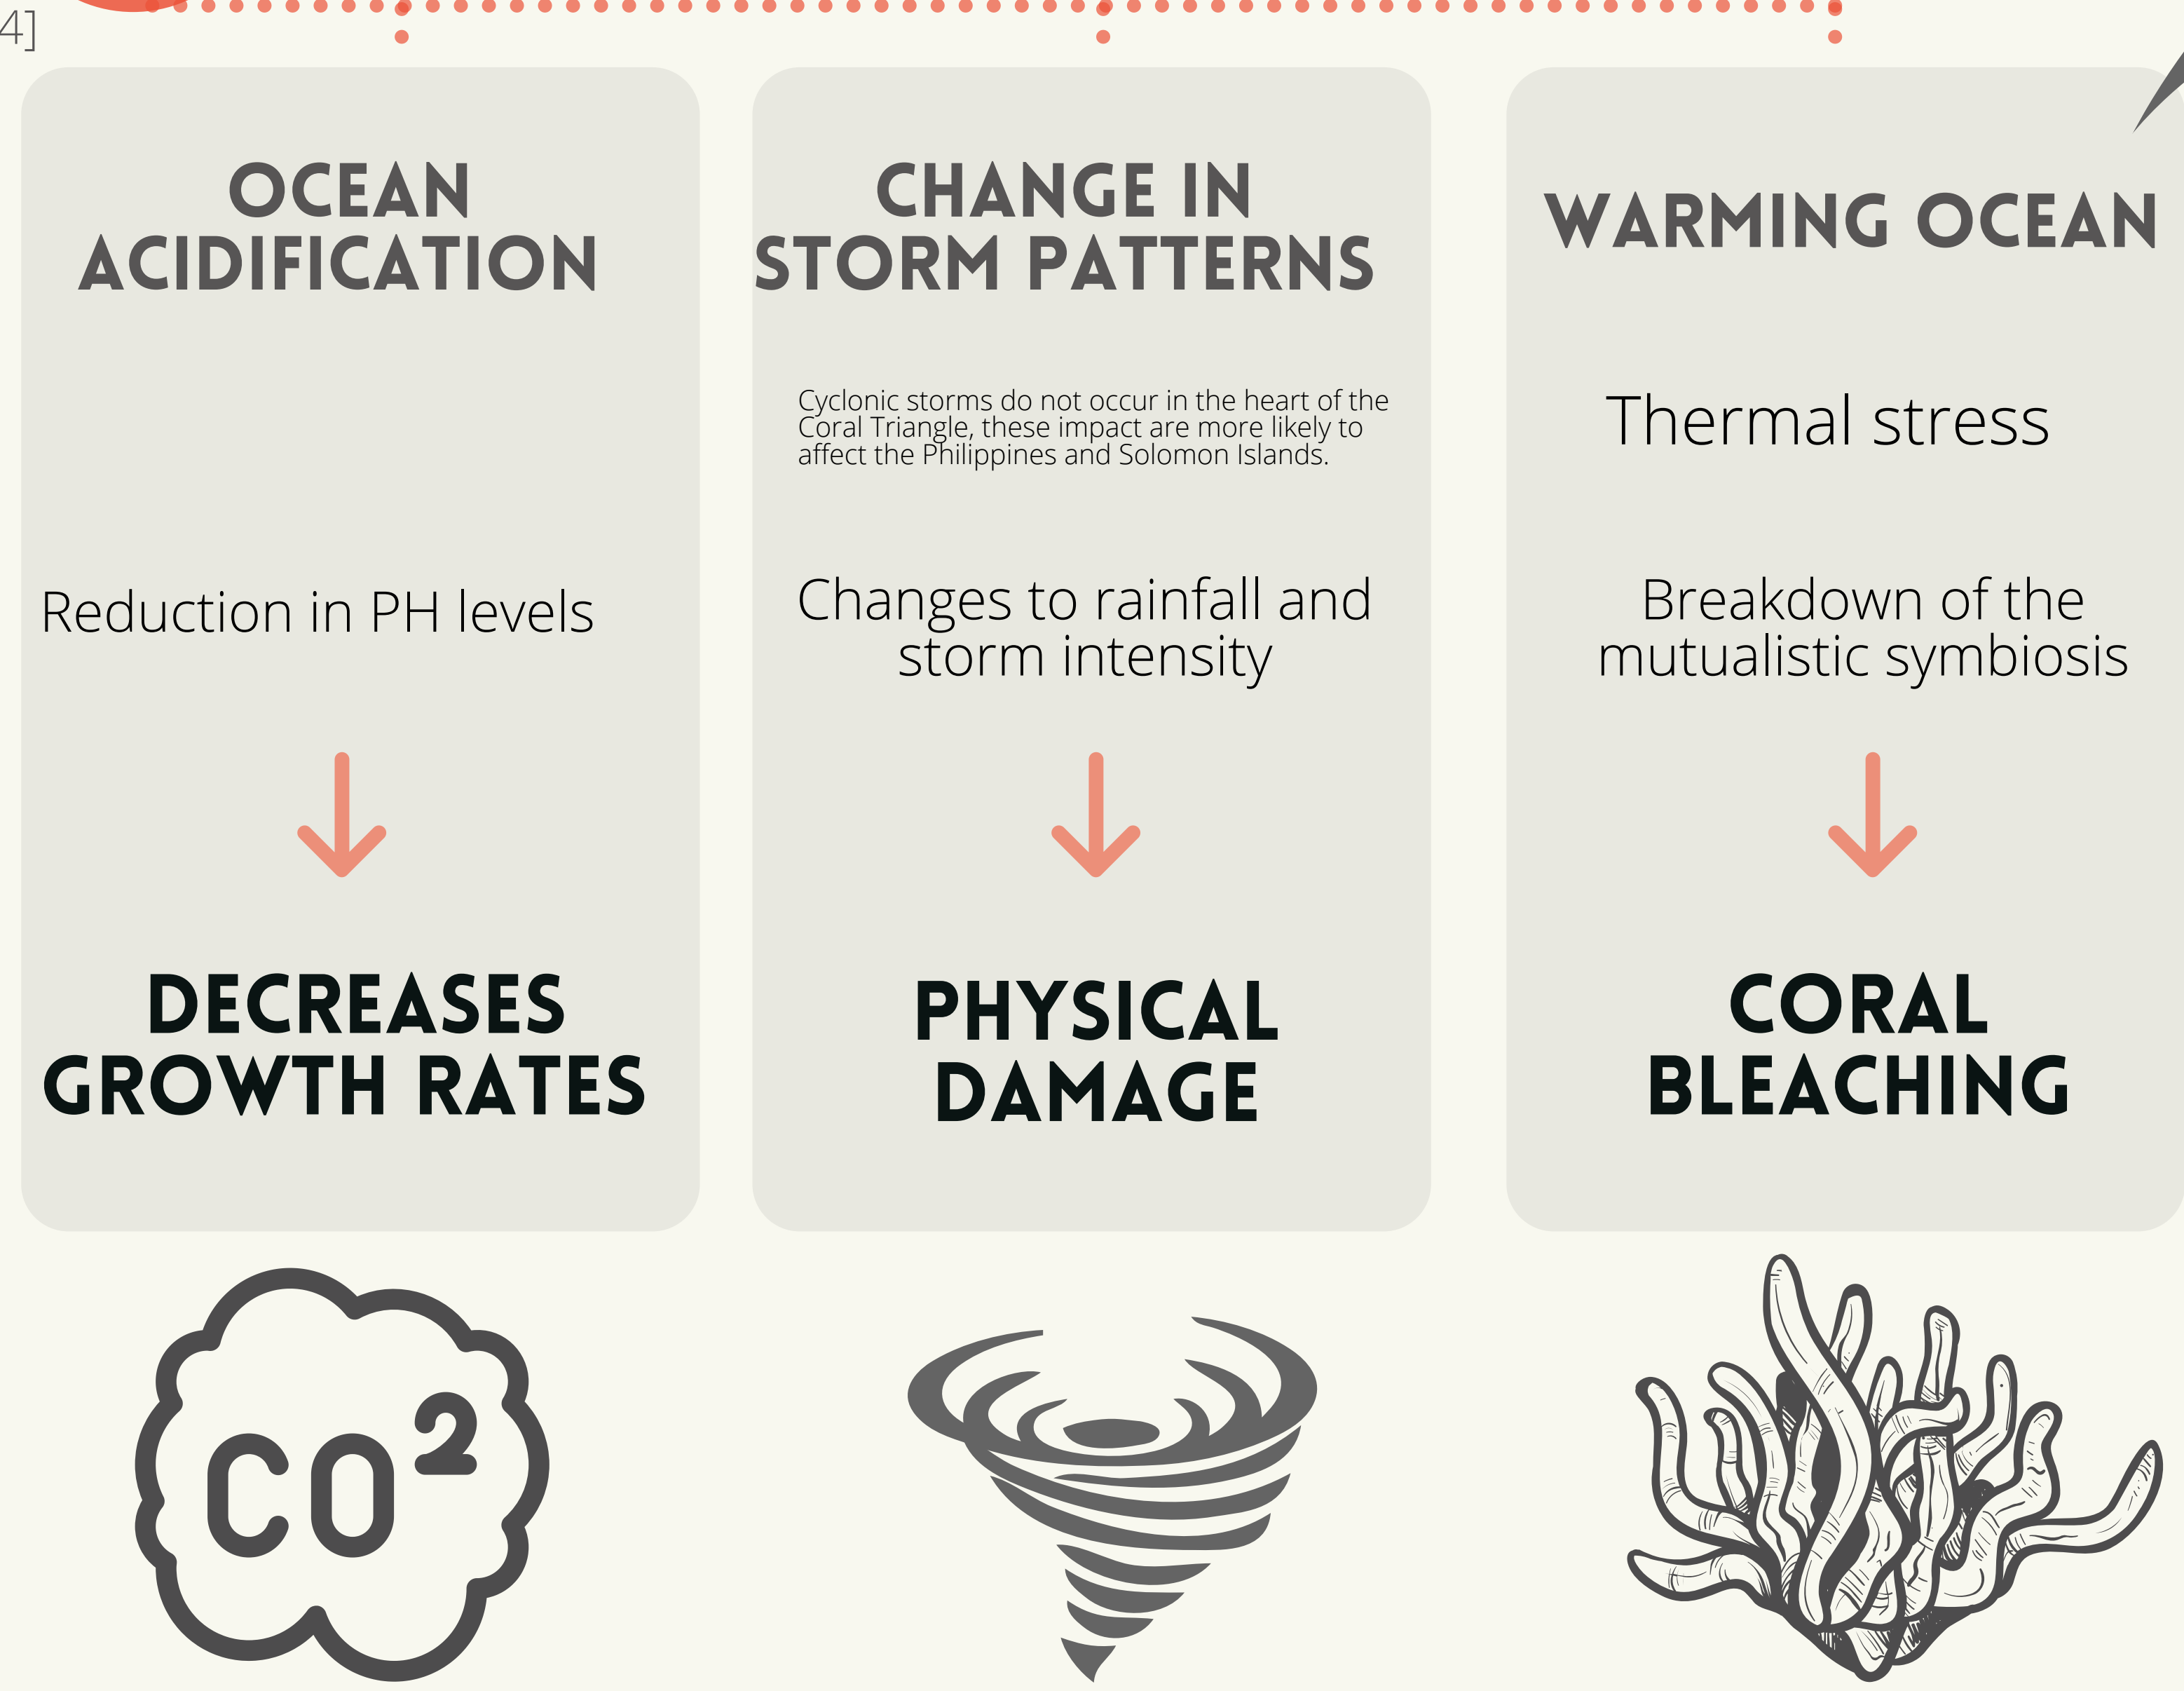 4]
OCEAN
ACIDIFICATION
Reduction in PH levels
DECREASES
GROWTH RATES
CO²
CHANGE IN
STORM PATTERNS
Cyclonic storms do not occur in the heart of the
Coral Triangle, these impact are more likely to
affect the Philippines and Solomon Islands.
Changes to rainfall and
storm intensity
PHYSICAL
DAMAGE
WARMING OCEAN
Thermal stress
Breakdown of the
mutualistic symbiosis
CORAL
BLEACHING